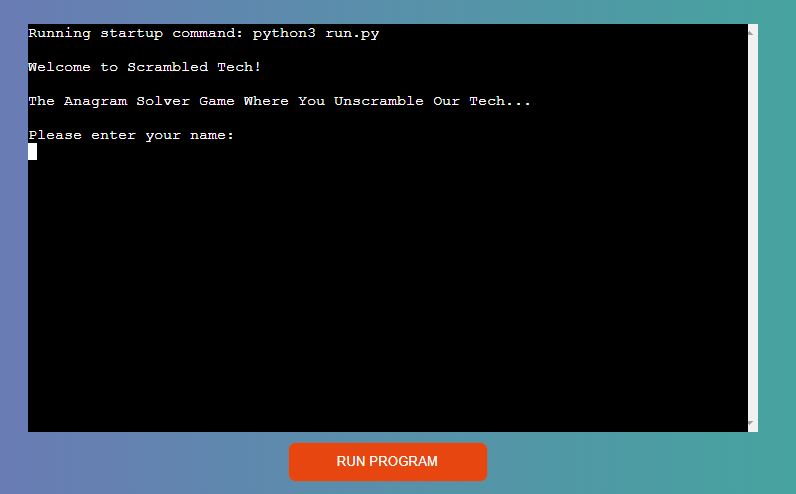 Running startup command: python3 run.py
Welcome to Scrambled Tech!
The Anagram Solver Game Where You Unscramble Our Tech...
Please enter your name:
RUN PROGRAM